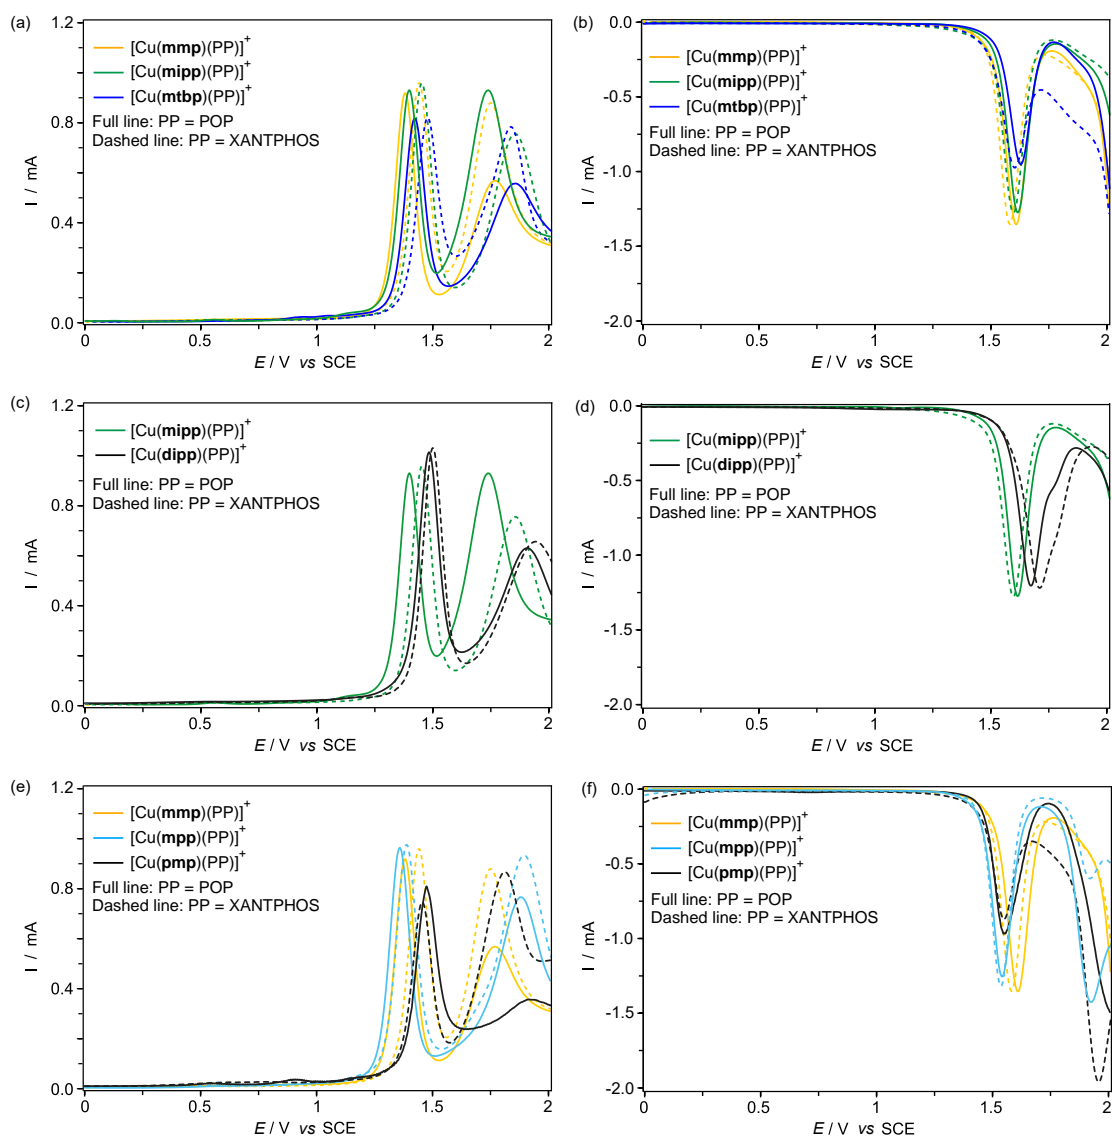 (a)
[Cu(mmp)(PP)]⁺
[Cu(mipp)(PP)]⁺
[Cu(mtbp)(PP)]⁺
Full line: PP = POP
Dashed line: PP = XANTPHOS
1.2
0.8
0.4
0.0
I / mA
0
0.5
1
1.5
2
E / V vs SCE
(b)
[Cu(mmp)(PP)]⁺
[Cu(mipp)(PP)]⁺
[Cu(mtbp)(PP)]⁺
Full line: PP = POP
Dashed line: PP = XANTPHOS
0.0
-0.5
-1.0
-1.5
-2.0
I / mA
0
0.5
1
1.5
2
E / V vs SCE
(c)
[Cu(mipp)(PP)]⁺
[Cu(dipp)(PP)]⁺
Full line: PP = POP
Dashed line: PP = XANTPHOS
1.2
0.8
0.4
0.0
I / mA
0
0.5
1
1.5
2
E / V vs SCE
(d)
[Cu(mipp)(PP)]⁺
[Cu(dipp)(PP)]⁺
Full line: PP = POP
Dashed line: PP = XANTPHOS
0.0
-0.5
-1.0
-1.5
-2.0
I / mA
0
0.5
1
1.5
2
E / V vs SCE
(e)
[Cu(mmp)(PP)]⁺
[Cu(mpp)(PP)]⁺
[Cu(pmp)(PP)]⁺
Full line: PP = POP
Dashed line: PP = XANTPHOS
1.2
0.8
0.4
0.0
I / mA
0
0.5
1
1.5
2
E / V vs SCE
(f)
[Cu(mmp)(PP)]⁺
[Cu(mpp)(PP)]⁺
[Cu(pmp)(PP)]⁺
Full line: PP = POP
Dashed line: PP = XANTPHOS
0.0
-0.5
-1.0
-1.5
-2.0
I / mA
0
0.5
1
1.5
2
E / V vs SCE